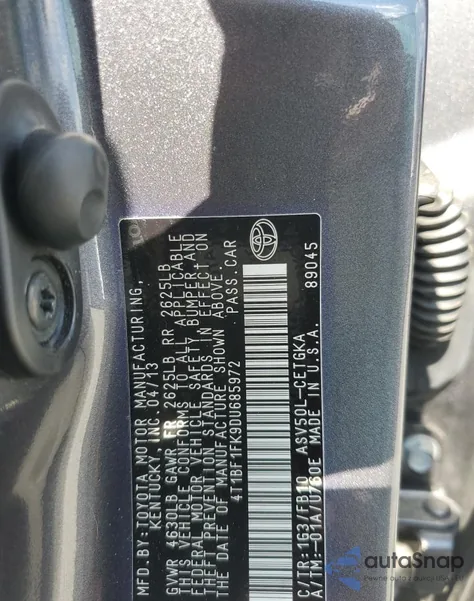 MFD.BY:TOYOTA MOTOR MANUFACTURING,
KENTUCKY, INC. 04/13
GVWR 4630LB GAWR FR 2625LB RR 2625LB
THIS VEHICLE CONFORMS TO ALL APPLICABLE
FEDERAL MOTOR VEHICLE SAFETY BUMPER AND
THEFT PREVENTION STANDARDS IN EFFECT ON
THE DATE OF MANUFACTURE SHOWN ABOVE.
4T1BF1FK9DU685972 PASS.CAR
C/TR:1G3/FB10 ASV50L-CETGKA
A/TM:-01A/U760E MADE IN U.S.A. 89045
autoSnap